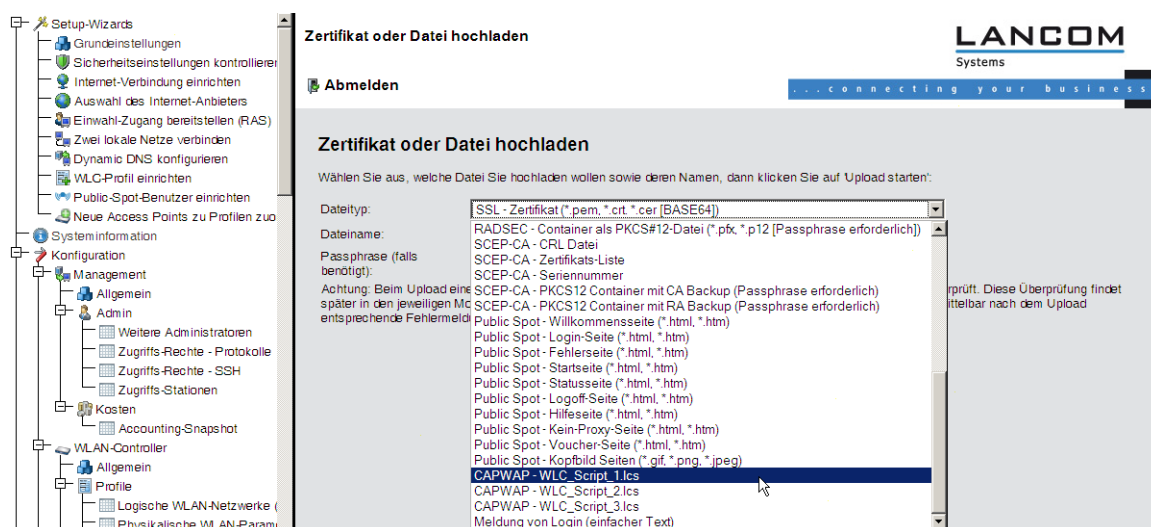 Setup-Wizards
Grundeinstellungen
Sicherheitseinstellungen kontrollieren
Internet-Verbindung einrichten
Auswahl des Internet-Anbieters
Einwahl-Zugang bereitstellen (RAS)
Zwei lokale Netze verbinden
Dynamic DNS konfigurieren
WLC-Profil einrichten
Public-Spot-Benutzer einrichten
Neue Access Points zu Profilen zuo
Systeminformation
Konfiguration
Management
Allgemein
Admin
Weitere Administratoren
Zugriffs-Rechte - Protokolle
Zugriffs-Rechte - SSH
Zugriffs-Stationen
Kosten
Accounting-Snapshot
WLAN-Controller
Allgemein
Profile
Logische WLAN-Netzwerke (
Physikalische WLAN-Param
Zertifikat oder Datei hochladen
LANCOM
Systems
Abmelden
...connecting your business
Zertifikat oder Datei hochladen
Wählen Sie aus, welche Datei Sie hochladen wollen sowie deren Namen, dann klicken Sie auf 'Upload starten':
Dateityp:
SSL - Zertifikat (*.pem, *.crt. *.cer [BASE64])
Dateiname:
Passphrase (falls
benötigt):
Achtung: Beim Upload eine
rprüft. Diese Überprüfung findet
später in den jeweiligen Mo
ittelbar nach dem Upload
entsprechende Fehlermeld
RADSEC - Container als PKCS#12-Datei (*.pfx, *.p12 [Passphrase erforderlich])
SCEP-CA - CRL Datei
SCEP-CA - Zertifikats-Liste
SCEP-CA - Seriennummer
SCEP-CA - PKCS12 Container mit CA Backup (Passphrase erforderlich)
SCEP-CA - PKCS12 Container mit RA Backup (Passphrase erforderlich)
Public Spot - Willkommensseite (*.html, *.htm)
Public Spot - Login-Seite (*.html, *.htm)
Public Spot - Fehlerseite (*.html, *.htm)
Public Spot - Startseite (*.html, *.htm)
Public Spot - Statusseite (*.html, *.htm)
Public Spot - Logoff-Seite (*.html, *.htm)
Public Spot - Hilfeseite (*.html, *.htm)
Public Spot - Kein-Proxy-Seite (*.html, *.htm)
Public Spot - Voucher-Seite (*.html, *.htm)
Public Spot - Kopfbild Seiten (*.gif, *.png, *.jpeg)
CAPWAP - WLC_Script_1.lcs
CAPWAP - WLC_Script_2.lcs
CAPWAP - WLC_Script_3.lcs
Meldung von Login (einfacher Text)